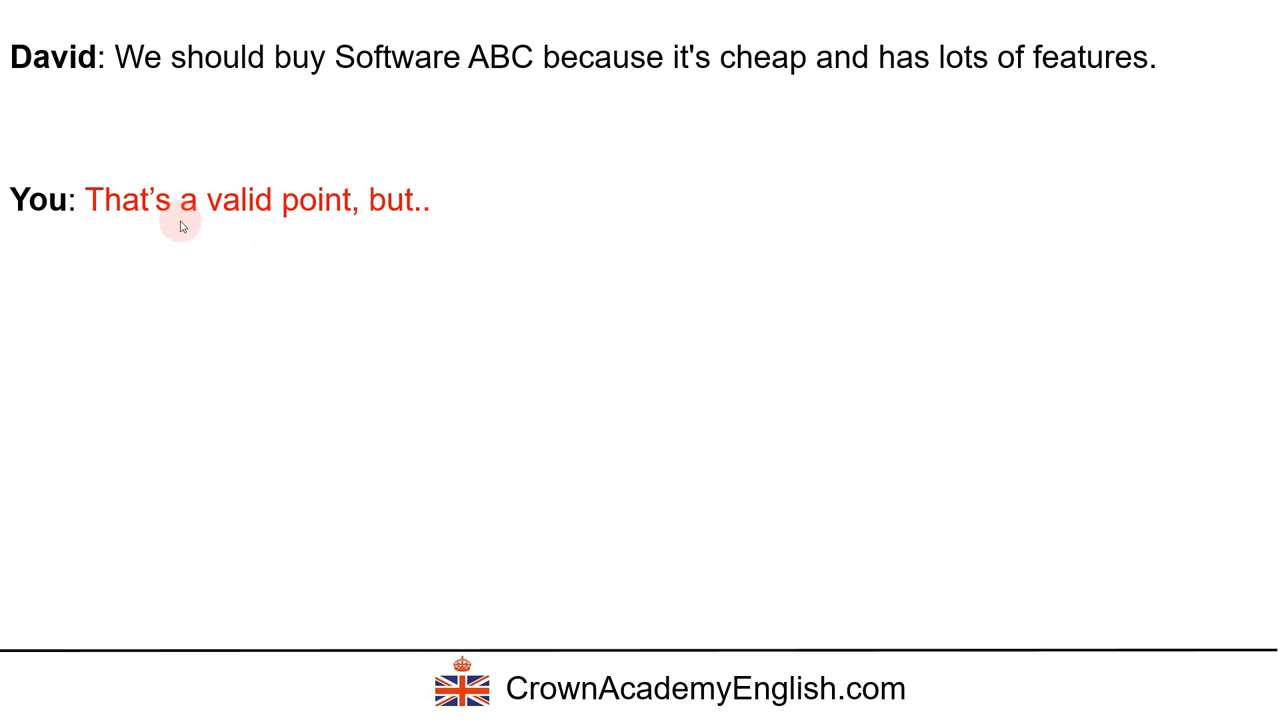 David: We should buy Software ABC because it's cheap and has lots of features.
You: That’s a valid point, but..
CrownAcademyEnglish.com